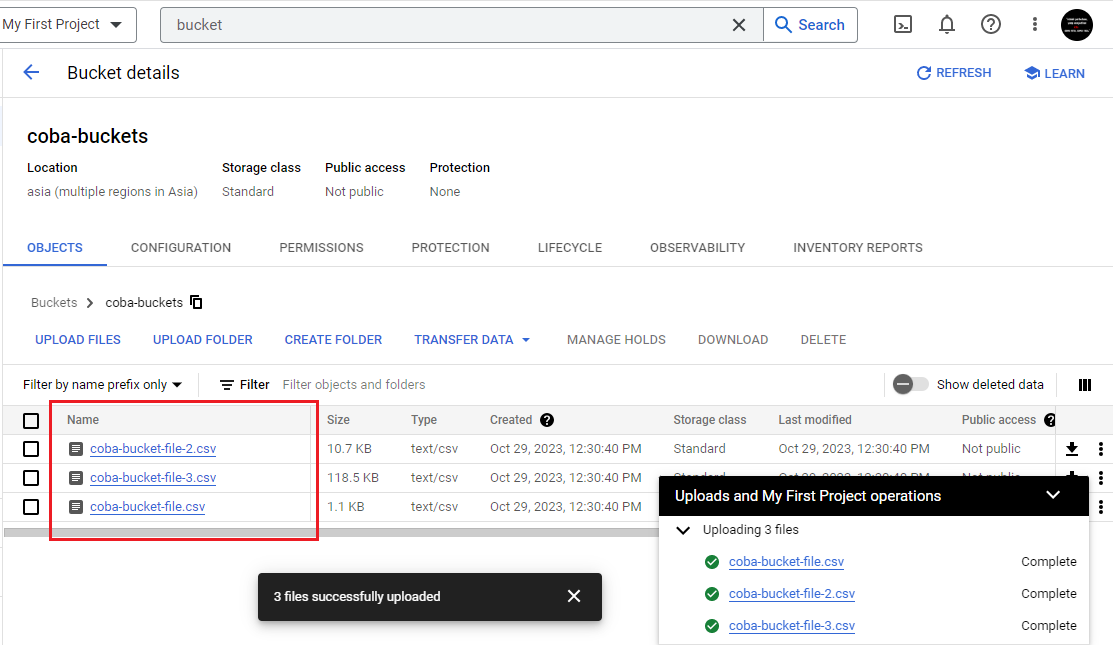 My First Project
bucket
Search
Bucket details
REFRESH
LEARN
coba-buckets
Location Storage class Public access Protection
asia (multiple regions in Asia) Standard Not public None
OBJECTS CONFIGURATION PERMISSIONS PROTECTION LIFECYCLE OBSERVABILITY INVENTORY REPORTS
Buckets coba-buckets
UPLOAD FILES UPLOAD FOLDER CREATE FOLDER TRANSFER DATA MANAGE HOLDS DOWNLOAD DELETE
Filter by name prefix only Filter Filter objects and folders Show deleted data
Name Size Type Created Storage class Last modified Public access
coba-bucket-file-2.csv 10.7 KB text/csv Oct 29, 2023, 12:30:40 PM Standard Oct 29, 2023, 12:30:40 PM Not public
coba-bucket-file-3.csv 118.5 KB text/csv Oct 29, 2023, 12:30:40 PM
coba-bucket-file.csv 1.1 KB text/csv Oct 29, 2023, 12:30:40 PM
Uploads and My First Project operations
Uploading 3 files
coba-bucket-file.csv Complete
coba-bucket-file-2.csv Complete
coba-bucket-file-3.csv Complete
3 files successfully uploaded